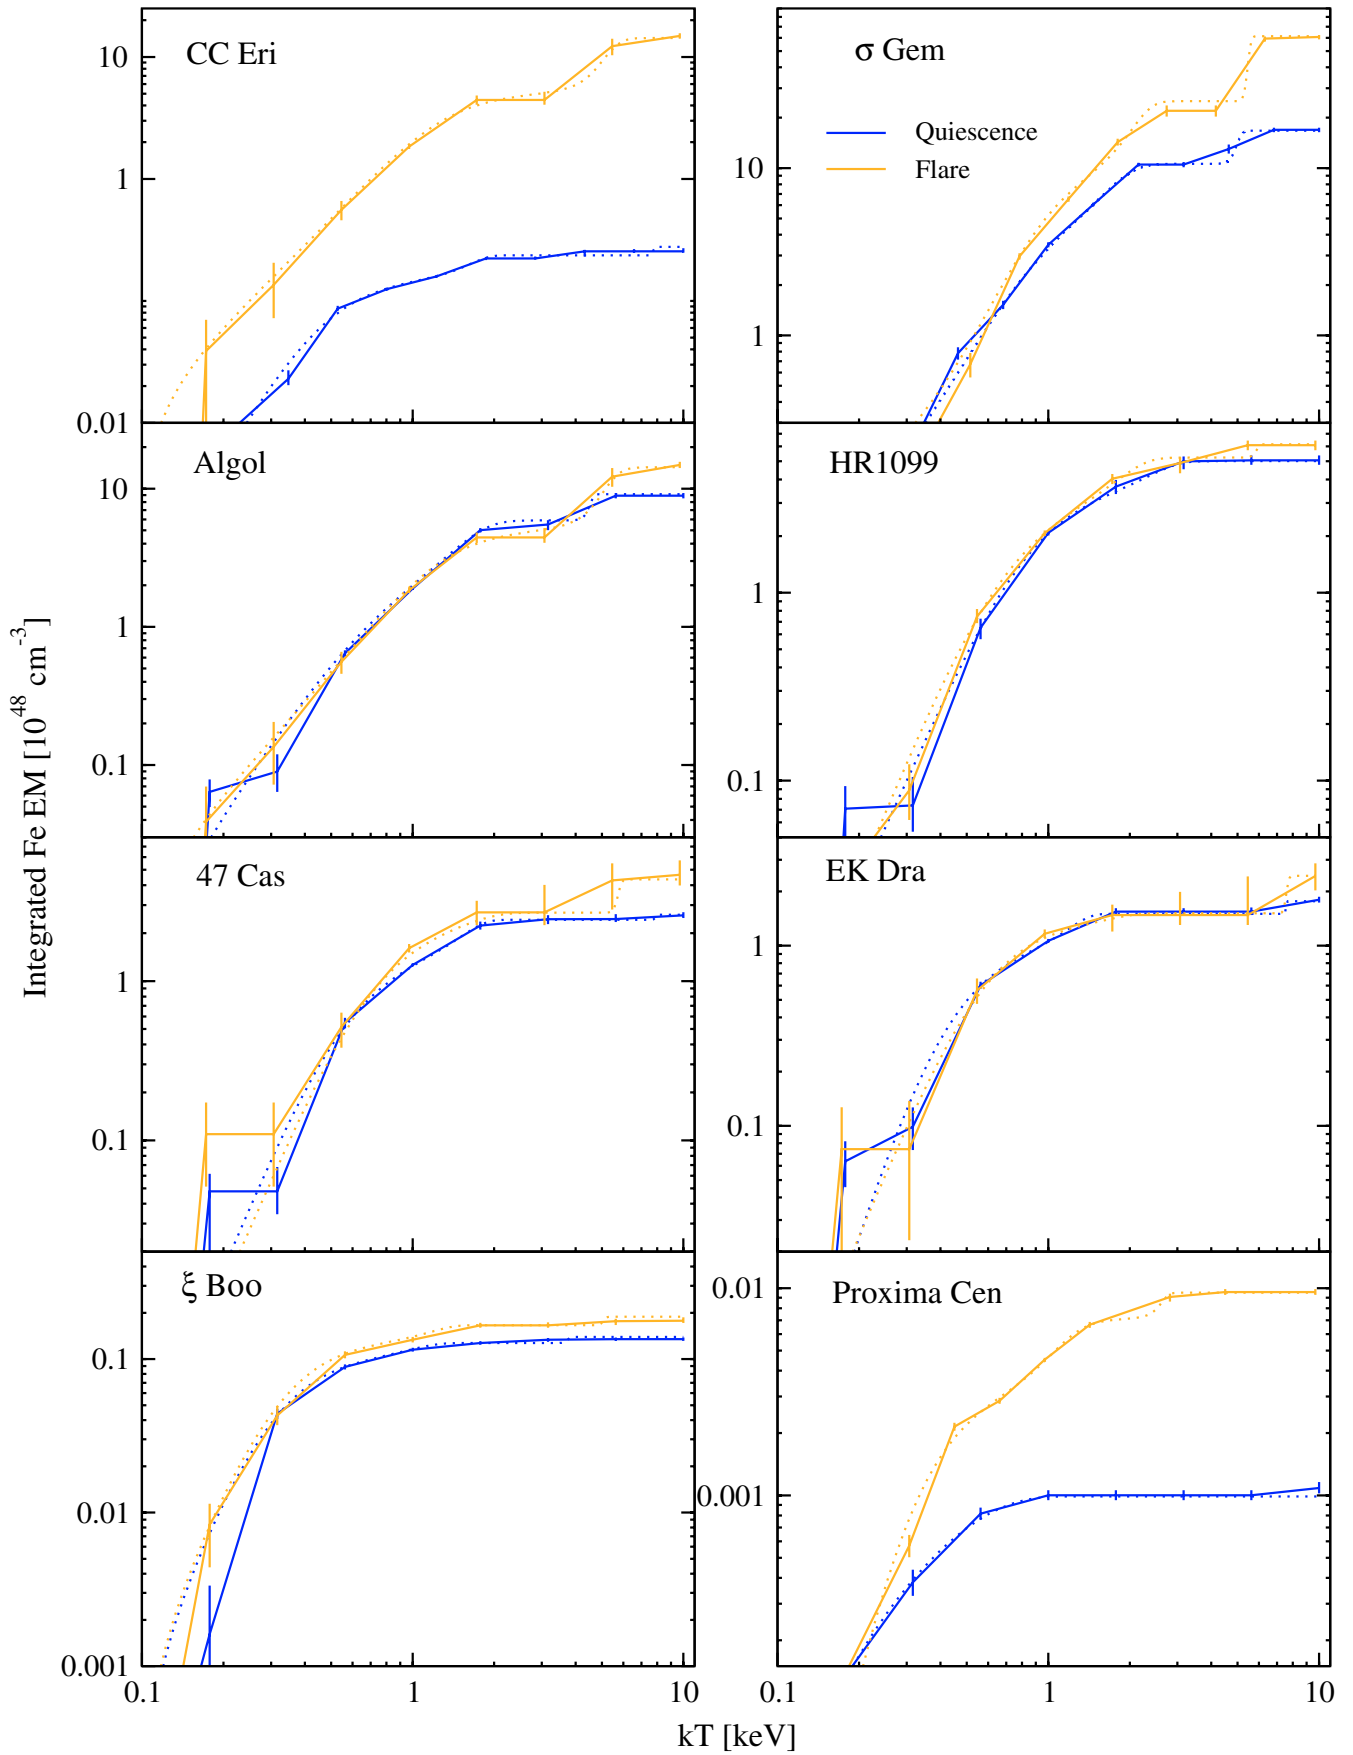 CC Eri
10
1
0.01
σ Gem
Quiescence
Flare
10
1
Algol
10
1
0.1
HR1099
1
0.1
Integrated Fe EM [10^48 cm^-3]
47 Cas
1
0.1
EK Dra
1
0.1
ξ Boo
0.1
0.01
0.001
Proxima Cen
0.01
0.001
0.1 1 10
0.1 1 10
kT [keV]